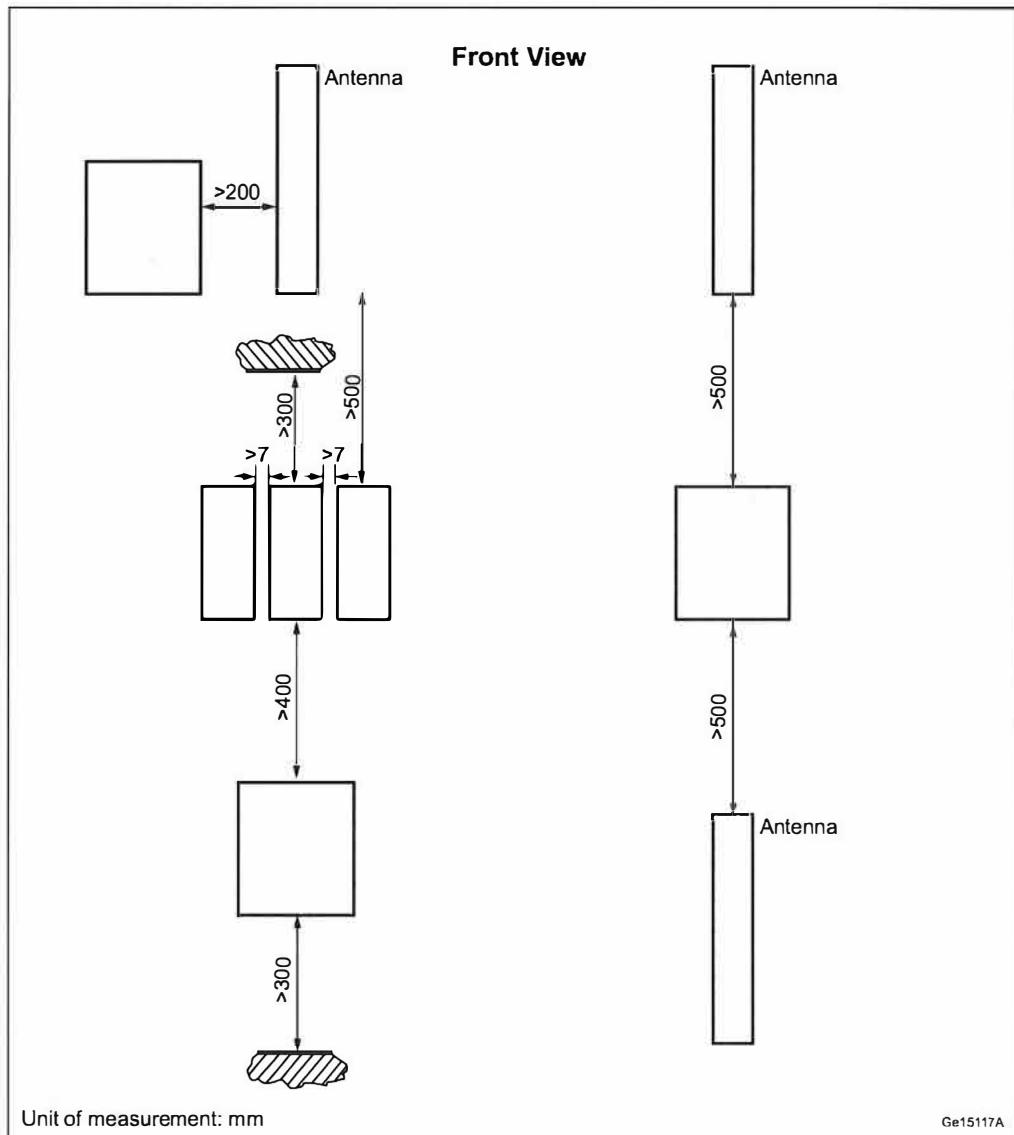 Front View
Antenna
Antenna
>200
>300
>500
>500
>7
>7
>400
>500
Antenna
>300
Unit of measurement: mm
Ge15117A